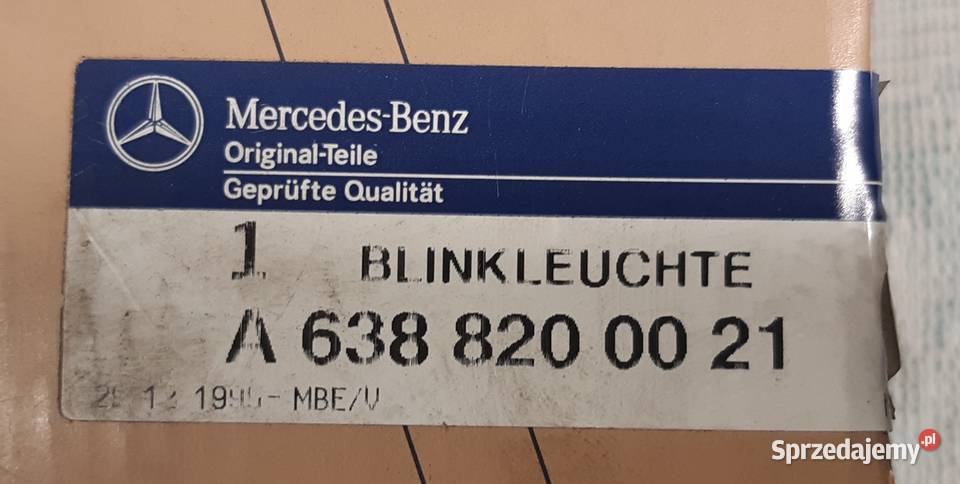 Mercedes-Benz
Original-Teile
Geprüfte Qualität
1 BLINKLEUCHTE
A 638 820 00 21
MBE/V
Sprzedajemy.pl